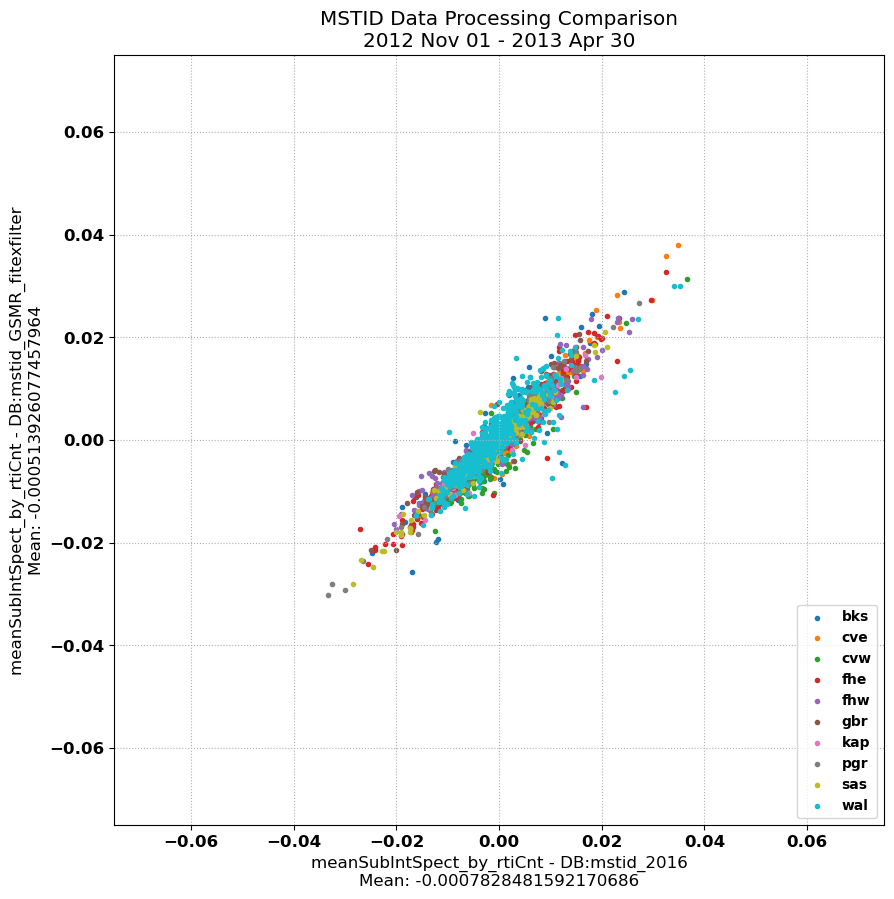 MSTID Data Processing Comparison
2012 Nov 01 - 2013 Apr 30
meanSubIntSpect_by_rtiCnt - DB:mstid_GSMR_fitexfilter
Mean: -0.000513926077457964
0.06
0.04
0.02
0.00
−0.02
−0.04
−0.06
bks
cve
cvw
fhe
fhw
gbr
kap
pgr
sas
wal
−0.06 −0.04 −0.02 0.00 0.02 0.04 0.06
meanSubIntSpect_by_rtiCnt - DB:mstid_2016
Mean: -0.0007828481592170686